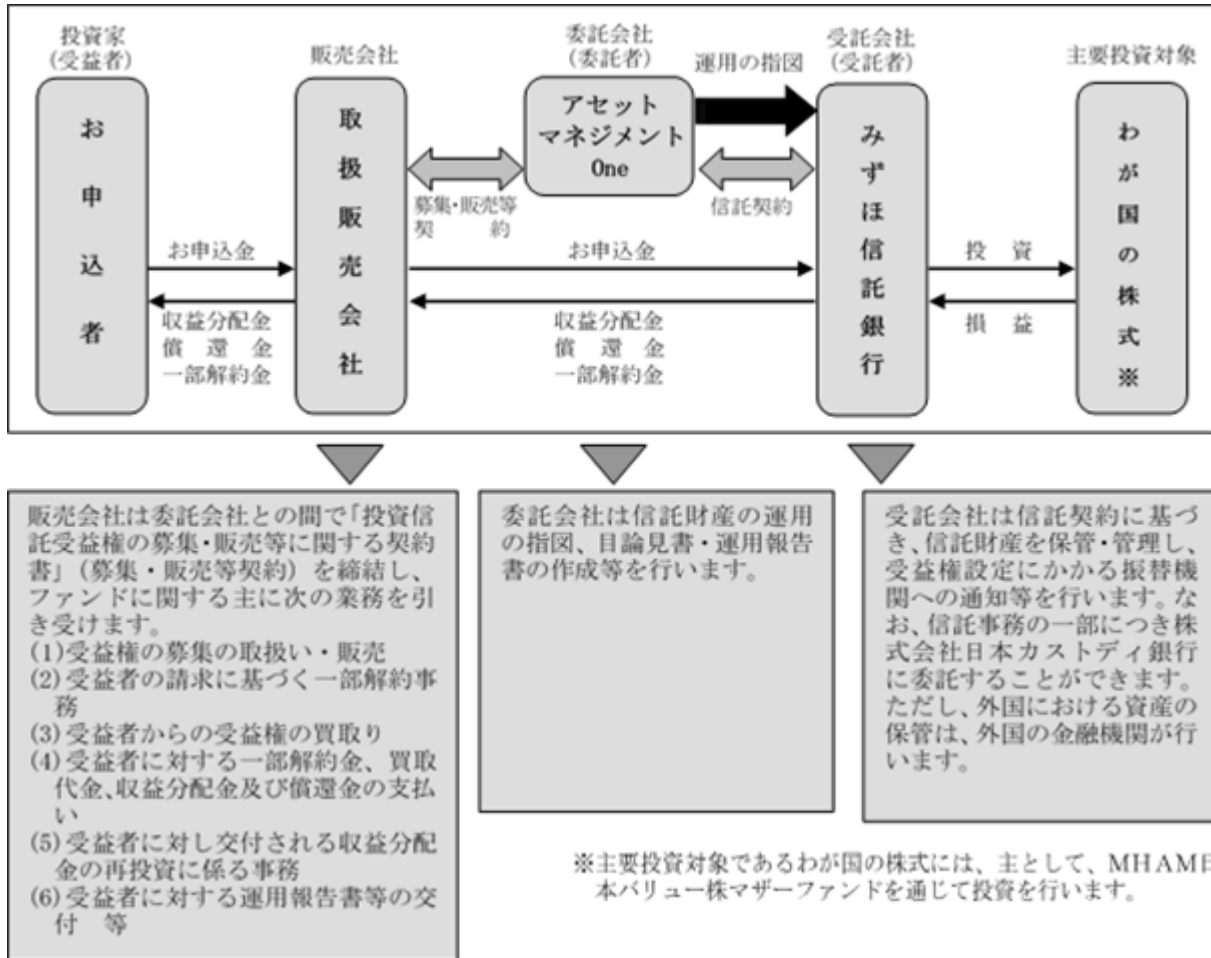 投資家
(受益者)
販売会社
委託会社
(委託者)
運用の指図
受託会社
(受託者)
主要投資対象
お申込者
取扱販売会社
アセット
マネジメント
One
みずほ信託銀行
わが国の株式※
募集・販売等
契　　約
信託契約
お申込金
お申込金
投　資
収益分配金
償　還　金
一部解約金
収益分配金
償　還　金
一部解約金
損　益
販売会社は委託会社との間で「投資信
託受益権の募集・販売等に関する契約
書」（募集・販売等契約）を締結し、
ファンドに関する主に次の業務を引
き受けます。
(1)受益権の募集の取扱い・販売
(2)受益者の請求に基づく一部解約事
務
(3)受益者からの受益権の買取り
(4)受益者に対する一部解約金、買取
代金、収益分配金及び償還金の支払
い
(5)受益者に対し交付される収益分配
金の再投資に係る事務
(6)受益者に対する運用報告書等の交
付　等
委託会社は信託財産の運用
の指図、目論見書・運用報告
書の作成等を行います。
受託会社は信託契約に基づ
き、信託財産を保管・管理し、
受益権設定にかかる振替機
関への通知等を行います。な
お、信託事務の一部につき株
式会社日本カストディ銀行
に委託することができます。
ただし、外国における資産の
保管は、外国の金融機関が行
います。
※主要投資対象であるわが国の株式には、主として、MHAM日
本バリュー株マザーファンドを通じて投資を行います。